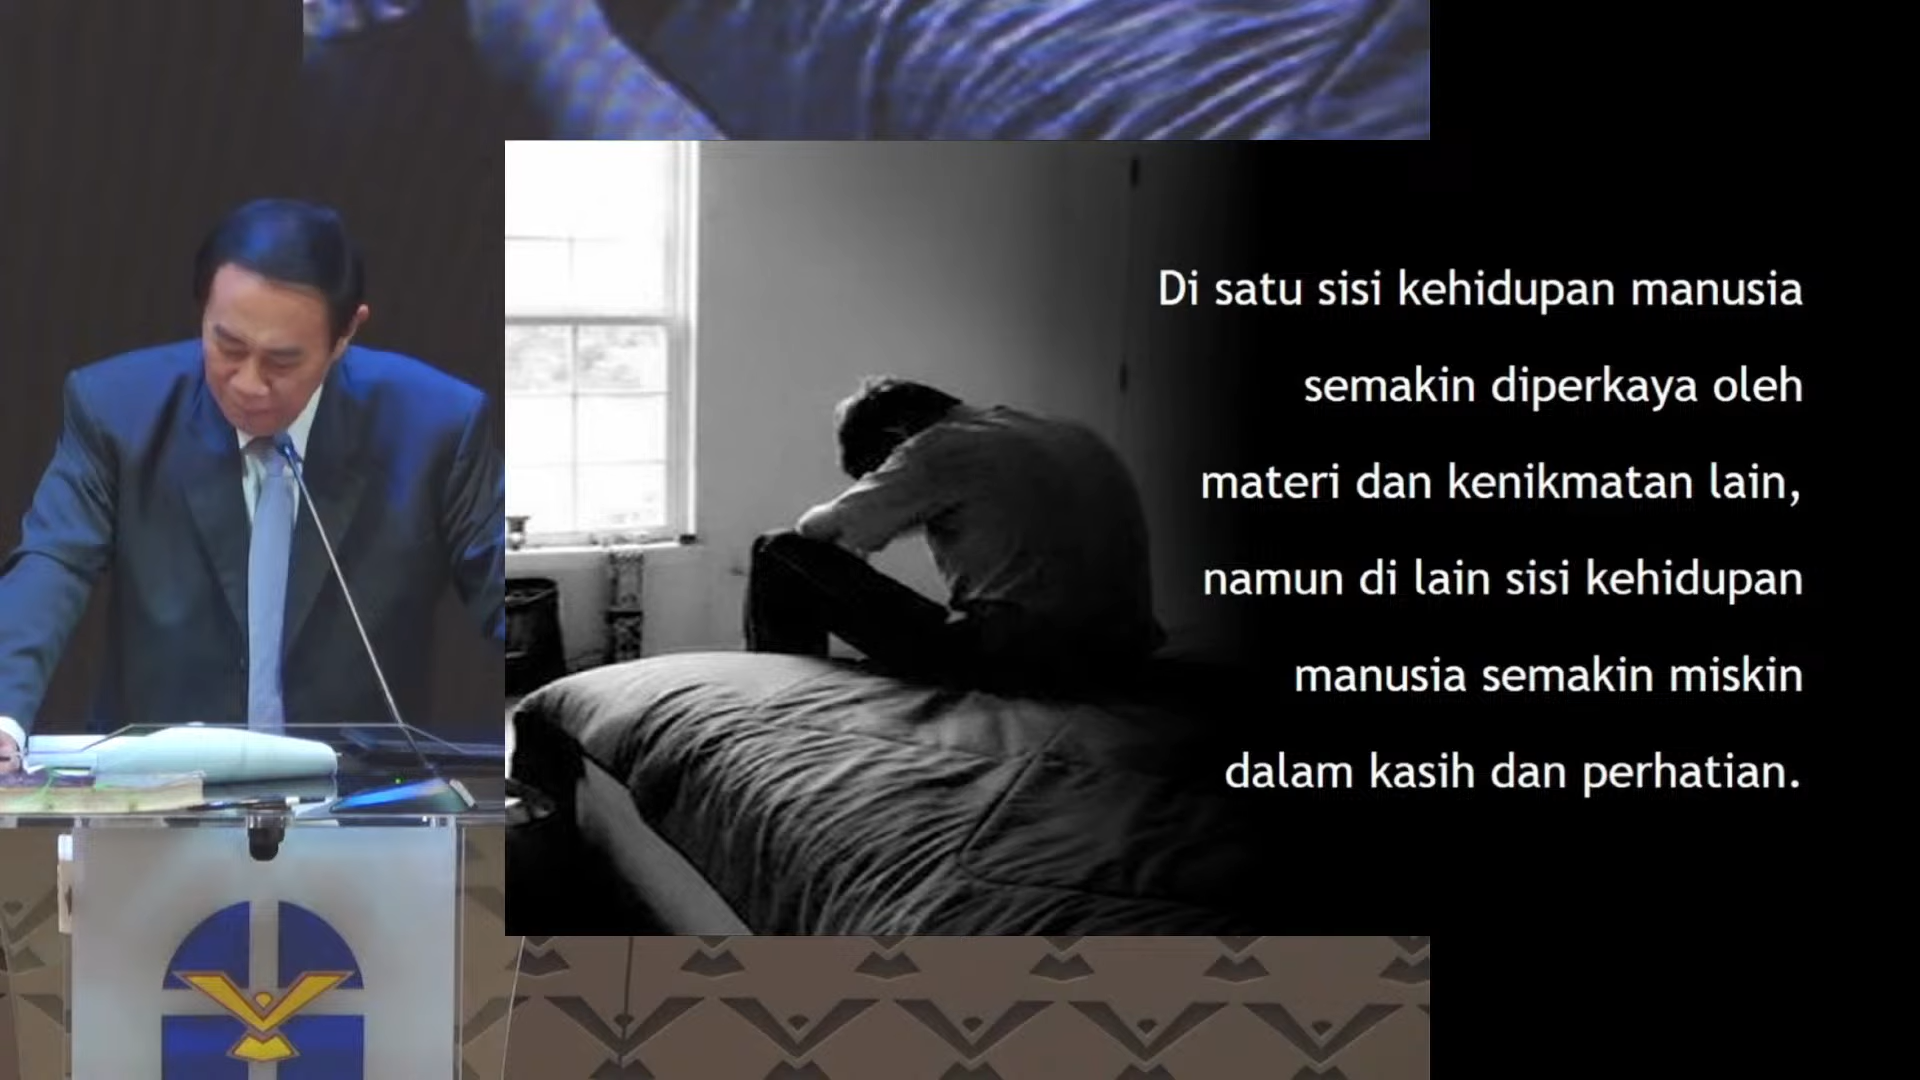 Di satu sisi kehidupan manusia
semakin diperkaya oleh
materi dan kenikmatan lain,
namun di lain sisi kehidupan
manusia semakin miskin
dalam kasih dan perhatian.